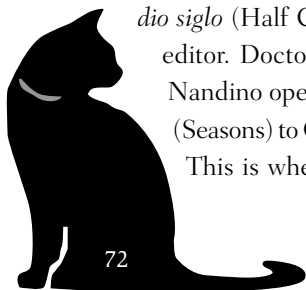 dio siglo (Half
editor. Docto
Nandino ope
(Seasons) to
This is whe
72